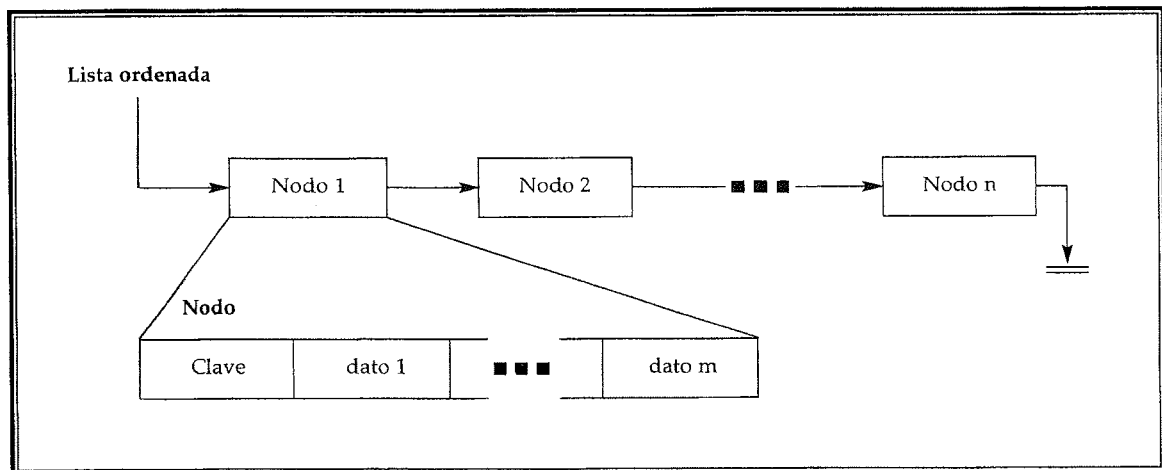 Lista ordenada
Nodo 1
Nodo 2
Nodo n
Nodo
Clave
dato 1
dato m